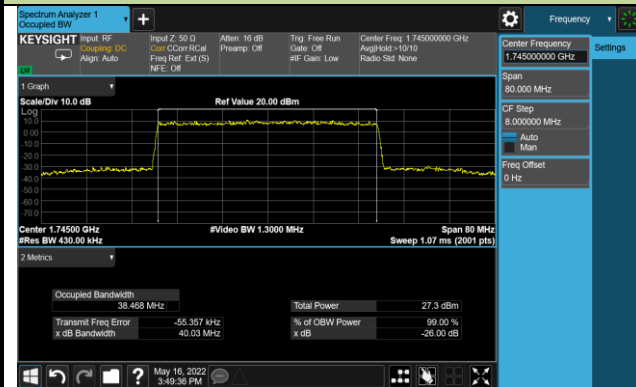 Spectrum Analyzer 1
Occupied BW
Frequency
KEYSIGHT
Input: RF
Coupling: DC
Align: Auto
Input Z: 50 Ω
Corr CCorr RCal
Freq Ref: Ext (S)
NFE: Off
Atten: 16 dB
Preamp: Off
Trig: Free Run
Gate: Off
#IF Gain: Low
Center Freq: 1.745000000 GHz
Avg|Hold:>10/10
Radio Std: None
Center Frequency
1.745000000 GHz
Settings
Span
80.000 MHz
CF Step
8.000000 MHz
Auto
Man
Freq Offset
0 Hz
1 Graph
Scale/Div 10.0 dB
Ref Value 20.00 dBm
Log
10.0
0.00
-10.0
-20.0
-30.0
-40.0
-50.0
-60.0
-70.0
Center 1.74500 GHz
#Video BW 1.3000 MHz
Span 80 MHz
#Res BW 430.00 kHz
Sweep 1.07 ms (2001 pts)
2 Metrics
Occupied Bandwidth
38.468 MHz
Total Power
27.3 dBm
Transmit Freq Error
-55.357 kHz
% of OBW Power
99.00 %
x dB Bandwidth
40.03 MHz
x dB
-26.00 dB
?
May 16, 2022
3:49:36 PM